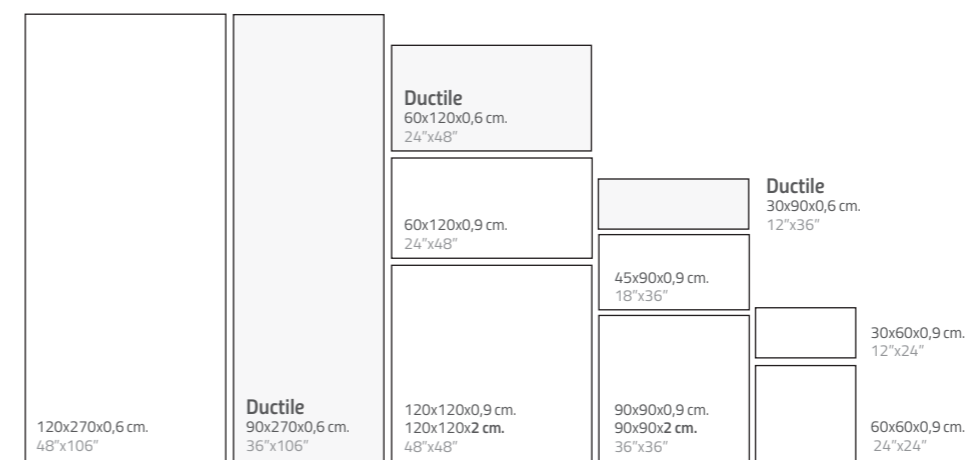 120x270x0,6 cm.
48”x106”
Ductile
90x270x0,6 cm.
36”x106”
Ductile
60x120x0,6 cm.
24”x48”
60x120x0,9 cm.
24”x48”
120x120x0,9 cm.
120x120x2 cm.
48”x48”
Ductile
30x90x0,6 cm.
12”x36”
45x90x0,9 cm.
18”x36”
90x90x0,9 cm.
90x90x2 cm.
36”x36”
30x60x0,9 cm.
12”x24”
60x60x0,9 cm.
24”x24”